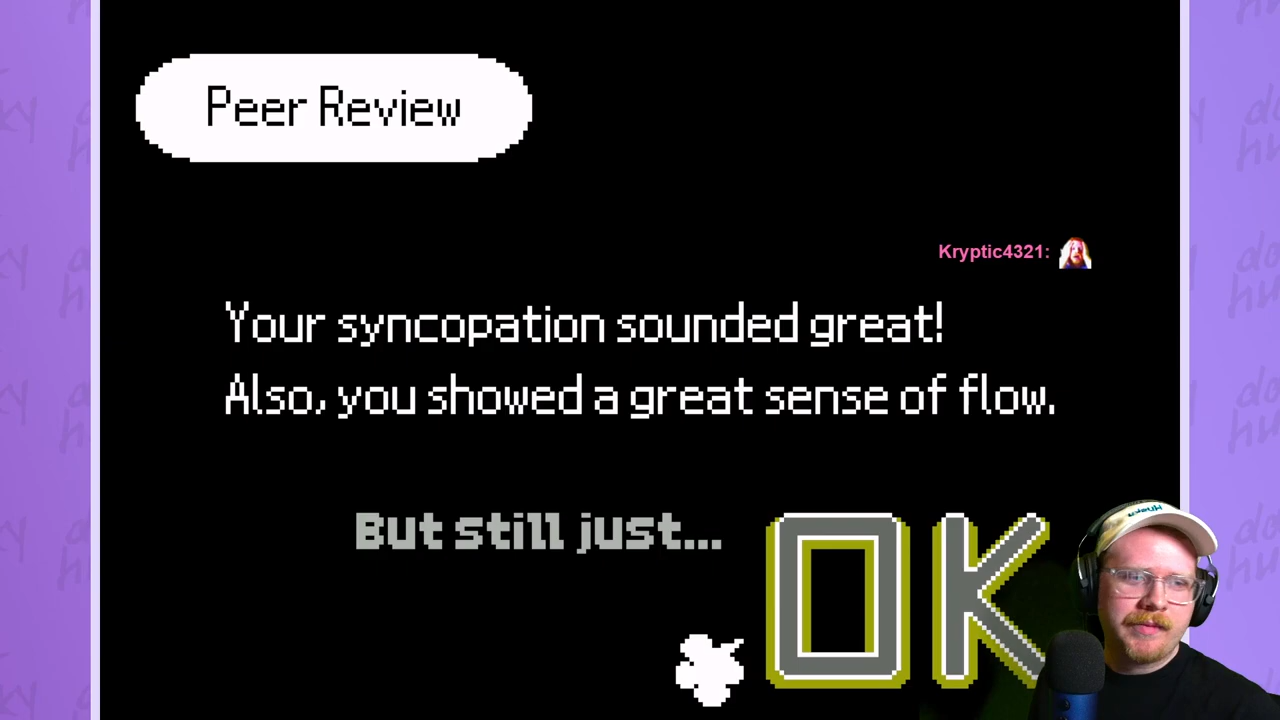 Peer Review
Kryptic4321:
Your syncopation sounded great!
Also, you showed a great sense of flow.
But still just...
OK